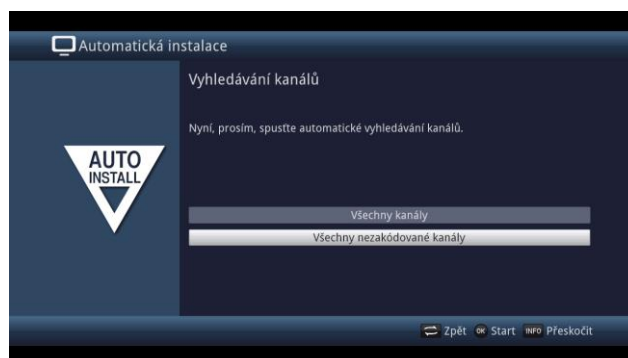 Automatická instalace
Vyhledávání kanálů
Nyní, prosím, spusťte automatické vyhledávání kanálů.
AUTO
INSTALL
Všechny kanály
Všechny nezakódované kanály
Zpět OK Start INFO Přeskočit